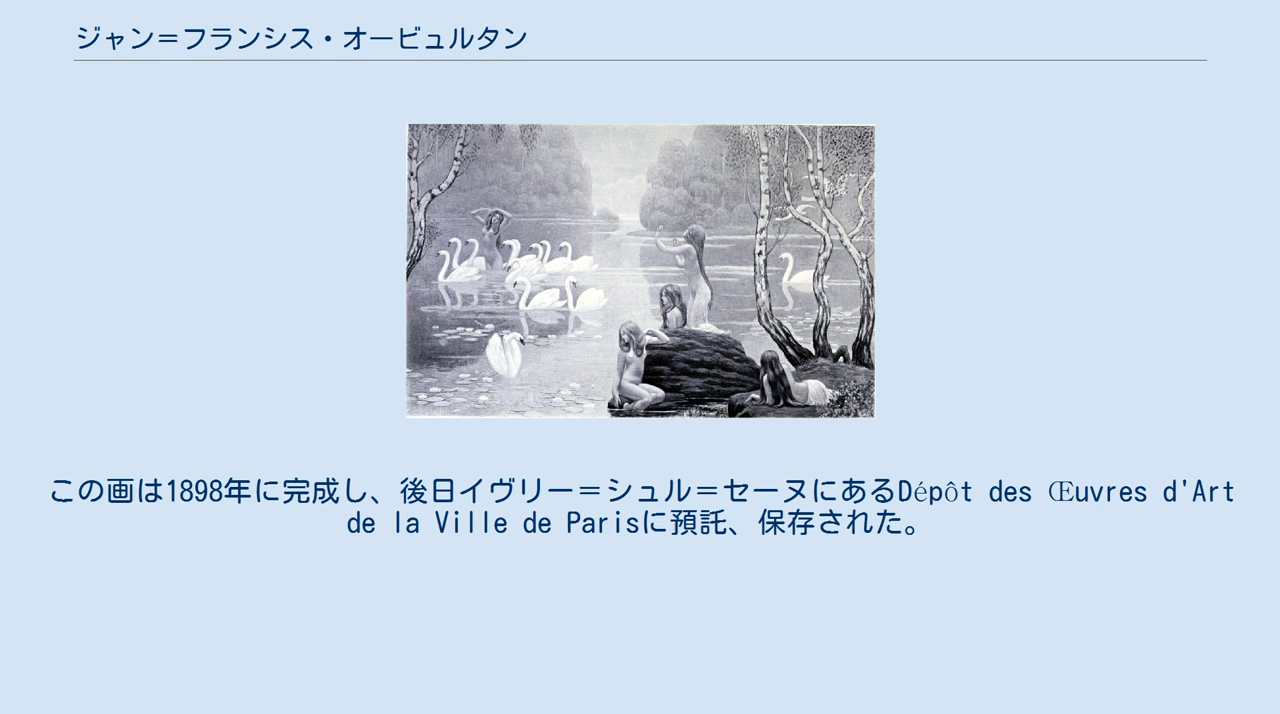 ジャン＝フランシス・オービュルタン
この画は1898年に完成し、後日イヴリー＝シュル＝セーヌにあるDépôt des Œuvres d'Art
de la Ville de Parisに預託、保存された。